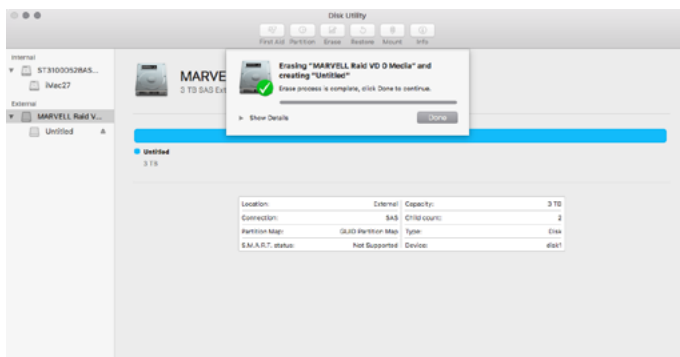 Disk Utility
First Aid Partition Erase Restore Mount Info
Internal
ST31000528AS...
iMac27
External
MARVELL Raid V...
Untitled
MARVE
3 TB SAS Ext
Erasing "MARVELL Raid VD 0 Media" and
creating "Untitled"
Erase process is complete, click Done to continue.
Show Details
Done
Untitled
3 TB
Location: External
Capacity: 3 TB
Connection: SAS
Child count: 2
Partition Map: GUID Partition Map
Type: Disk
S.M.A.R.T. status: Not Supported
Device: disk1